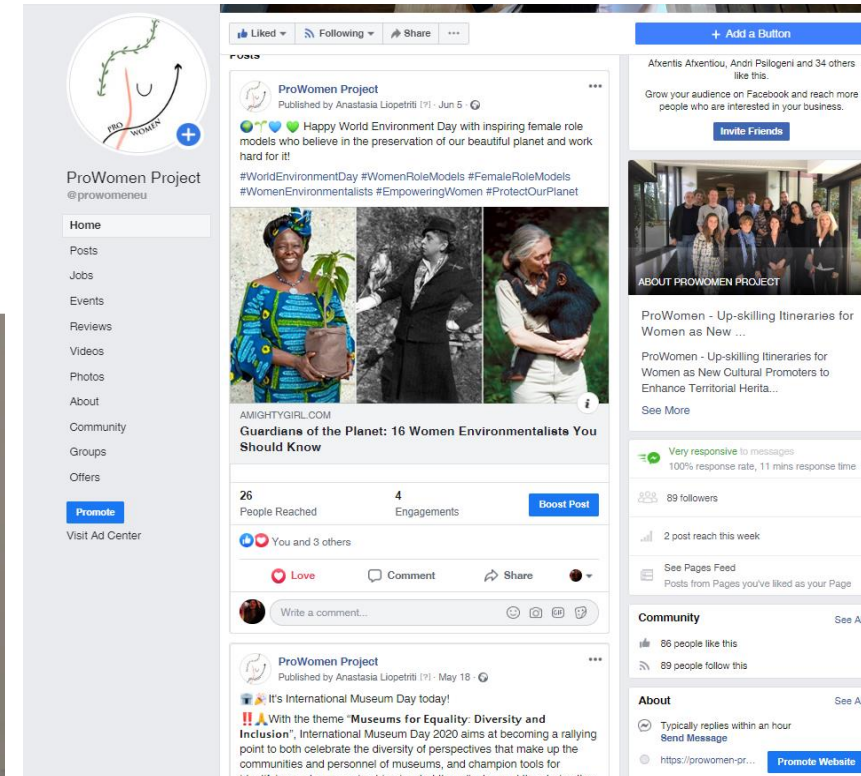 PRO WOMEN
ProWomen Project
@prowomeneu
Home
Posts
Jobs
Events
Reviews
Videos
Photos
About
Community
Groups
Offers
Promote
Visit Ad Center
Liked
Following
Share
Posts
ProWomen Project
Published by Anastasia Liopetriti [?] · Jun 5 ·
Happy World Environment Day with inspiring female role
models who believe in the preservation of our beautiful planet and work
hard for it!
#WorldEnvironmentDay #WomenRoleModels #FemaleRoleModels
#WomenEnvironmentalists #EmpoweringWomen #ProtectOurPlanet
AMIGHTYGIRL.COM
Guardians of the Planet: 16 Women Environmentalists You
Should Know
26
People Reached
4
Engagements
Boost Post
You and 3 others
Love
Comment
Share
Write a comment...
GIF
ProWomen Project
Published by Anastasia Liopetriti [?] · May 18 ·
It's International Museum Day today!
With the theme “Museums for Equality: Diversity and
Inclusion”, International Museum Day 2020 aims at becoming a rallying
point to both celebrate the diversity of perspectives that make up the
communities and personnel of museums, and champion tools for
+ Add a Button
Afxentis Afxentiou, Andri Psilogeni and 34 others
like this.
Grow your audience on Facebook and reach more
people who are interested in your business.
Invite Friends
ABOUT PROWOMEN PROJECT
ProWomen - Up-skilling Itineraries for
Women as New ...
ProWomen - Up-skilling Itineraries for
Women as New Cultural Promoters to
Enhance Territorial Herita...
See More
Very responsive to messages
100% response rate, 11 mins response time
89 followers
2 post reach this week
See Pages Feed
Posts from Pages you've liked as your Page
Community
See A
86 people like this
89 people follow this
About
See A
Typically replies within an hour
Send Message
https://prowomen-pr...
Promote Website